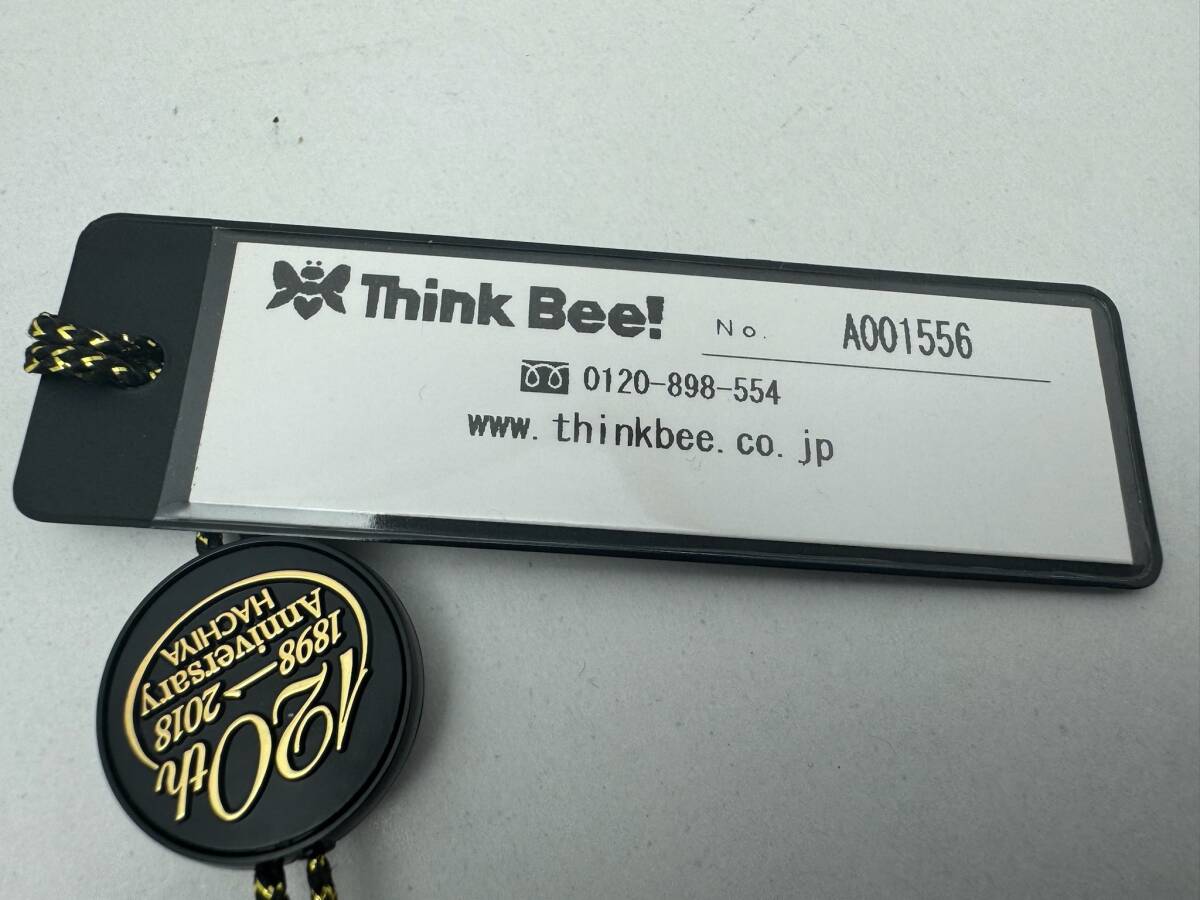 Think Bee!
No. A001556
0120-898-554
www.thinkbee.co.jp
120th
1898-2018
Anniversary
HACHIYA